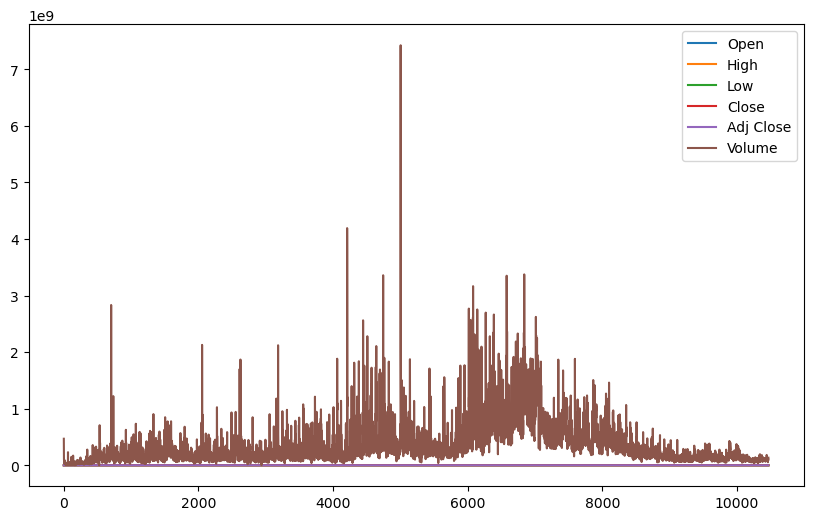 1e9
7
6
5
4
3
2
1
0
0 2000 4000 6000 8000 10000
Open
High
Low
Close
Adj Close
Volume